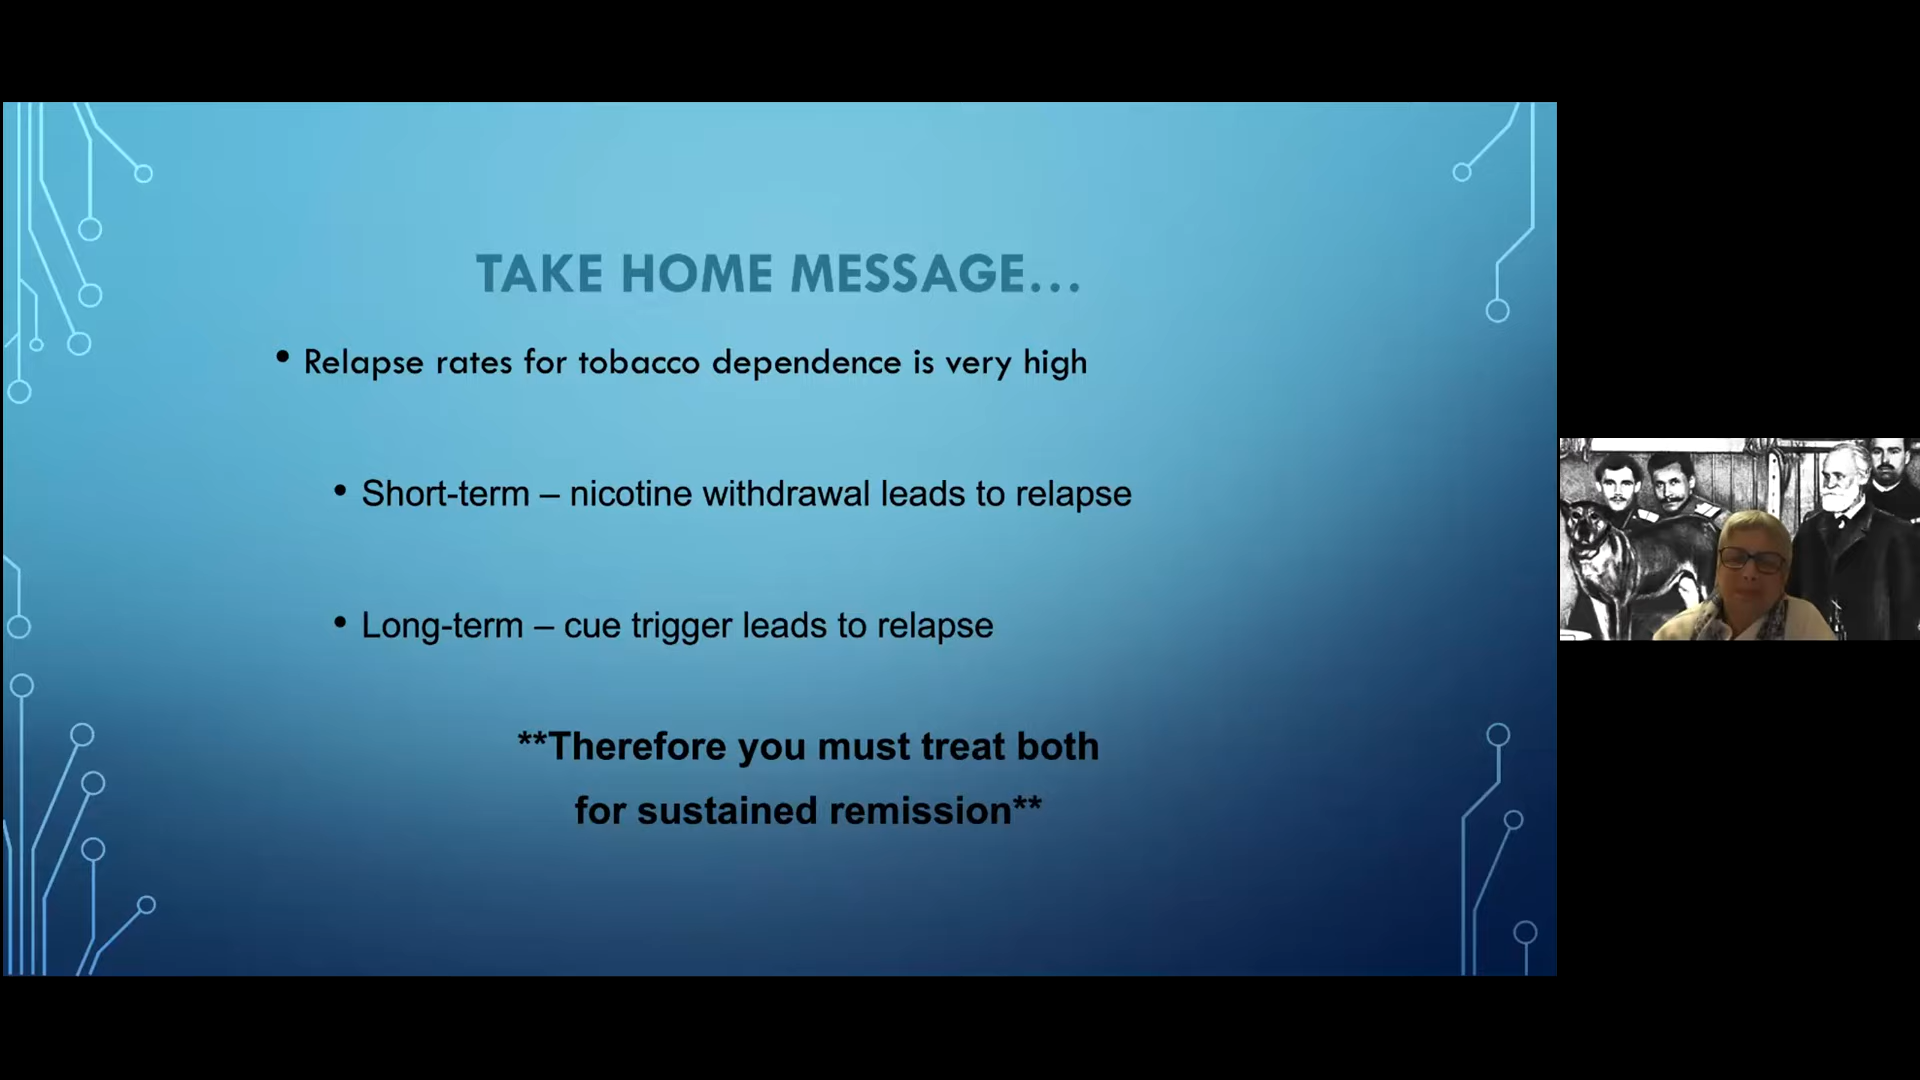 TAKE HOME MESSAGE...
• Relapse rates for tobacco dependence is very high
• Short-term – nicotine withdrawal leads to relapse
• Long-term – cue trigger leads to relapse
**Therefore you must treat both
for sustained remission**